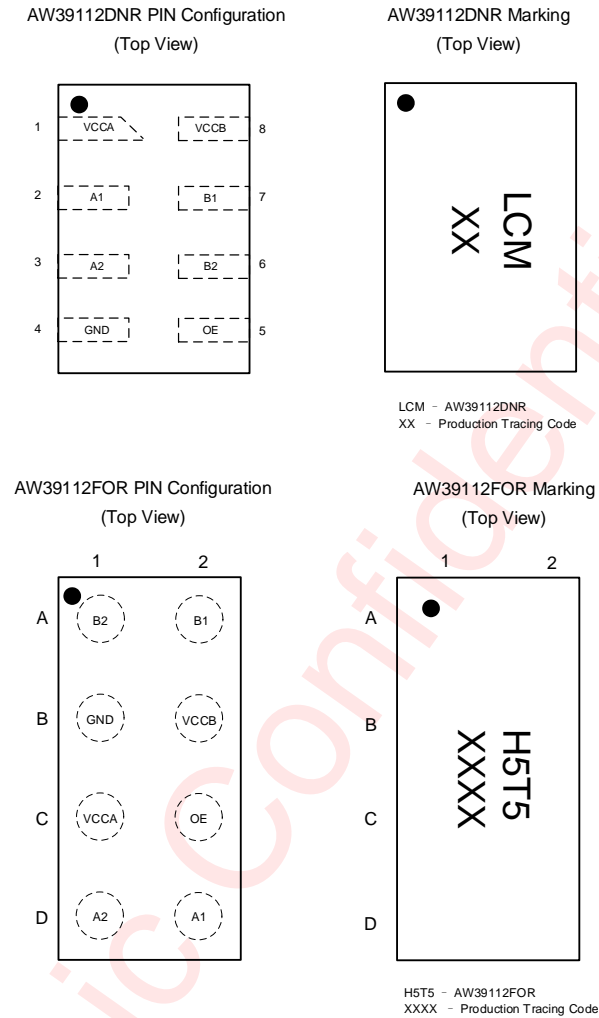 AW39112DNR PIN Configuration
(Top View)
AW39112DNR Marking
(Top View)
1 VCCA VCCB 8
2 A1 B1 7
3 A2 B2 6
4 GND OE 5
LCM
XX
LCM - AW39112DNR
XX - Production Tracing Code
AW39112FOR PIN Configuration
(Top View)
AW39112FOR Marking
(Top View)
1 2
A B2 B1
B GND VCCB
C VCCA OE
D A2 A1
1 2
A
B
C
D
H5T5
XXXX
H5T5 - AW39112FOR
XXXX - Production Tracing Code
ic Confidenti